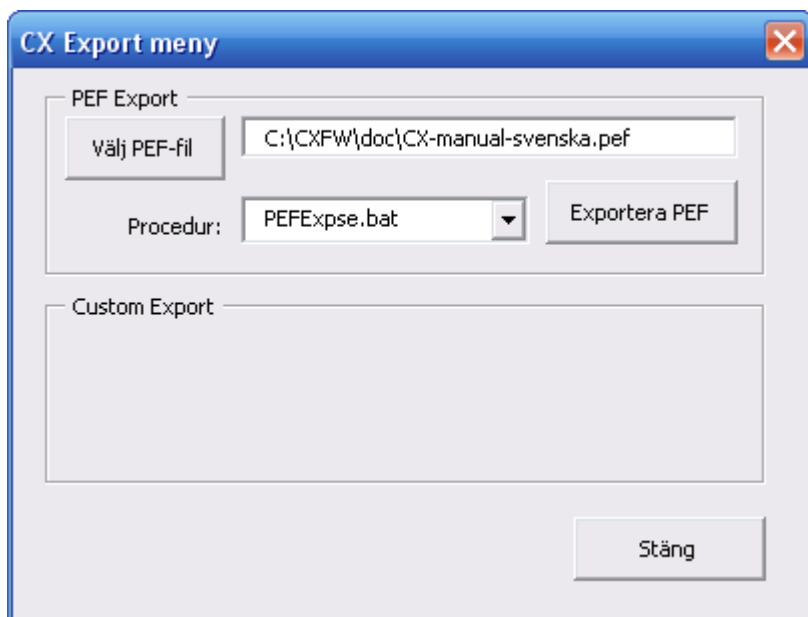 CX Export meny
PEF Export
Välj PEF-fil
C:\CXFW\doc\CX-manual-svenska.pef
Procedur:
PEFExpse.bat
Exportera PEF
Custom Export
Stäng